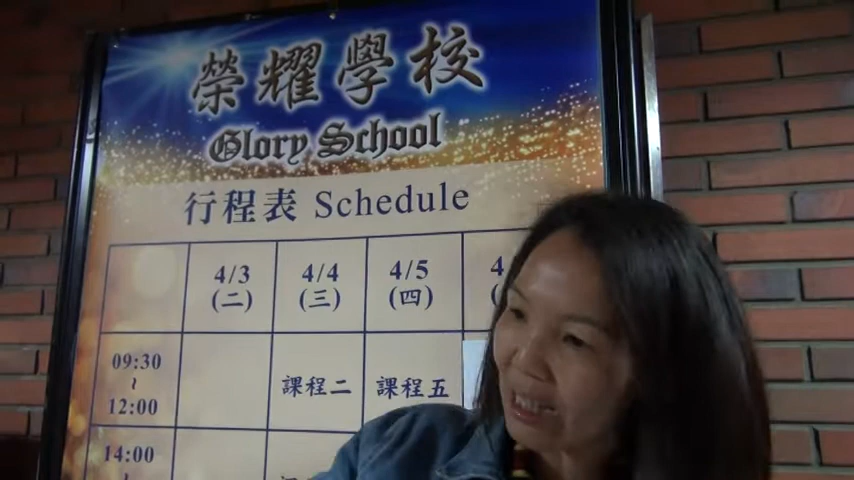 榮耀學校
Glory School
行程表 Schedule
4/3 4/4 4/5 4
(二) (三) (四) (
09:30
~
12:00
課程二 課程五
14:00